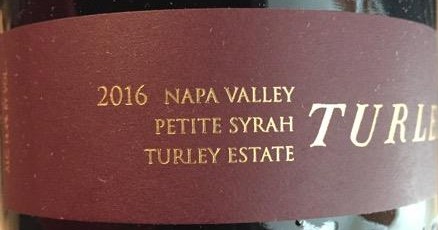 2016 NAPA VALLEY
PETITE SYRAH
TURLEY ESTATE
TURLE